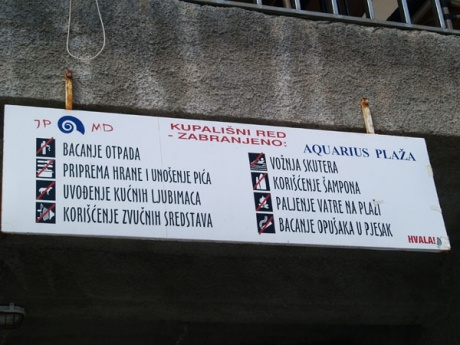 JP MD
KUPALIŠNI RED
- ZABRANJENO:
AQUARIUS PLAŽA
BACANJE OTPADA
PRIPREMA HRANE I UNOŠENJE PIĆA
UVOĐENJE KUĆNIH LJUBIMACA
KORIŠĆENJE ZVUČNIH SREDSTAVA
VOŽNJA SKUTERA
KORIŠĆENJE ŠAMPONA
PALJENJE VATRE NA PLAŽI
BACANJE OPUŠAKA U PJESAK
HVALA!